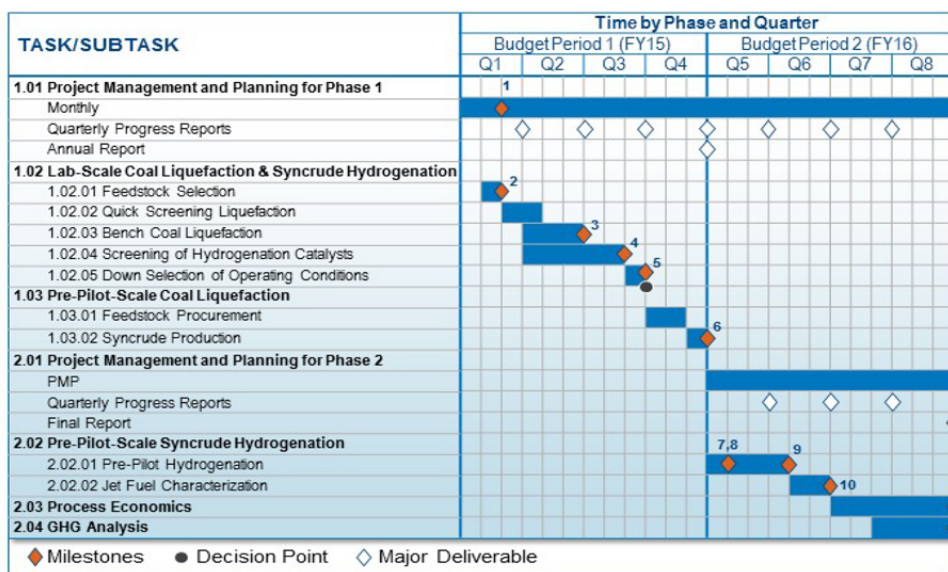 TASK/SUBTASK
Time by Phase and Quarter
Budget Period 1 (FY15) Budget Period 2 (FY16)
Q1 Q2 Q3 Q4 Q5 Q6 Q7 Q8
1.01 Project Management and Planning for Phase 1 1
Monthly
Quarterly Progress Reports
Annual Report
1.02 Lab-Scale Coal Liquefaction & Syncrude Hydrogenation
1.02.01 Feedstock Selection 2
1.02.02 Quick Screening Liquefaction
1.02.03 Bench Coal Liquefaction 3
1.02.04 Screening of Hydrogenation Catalysts 4
1.02.05 Down Selection of Operating Conditions 5
1.03 Pre-Pilot-Scale Coal Liquefaction
1.03.01 Feedstock Procurement
1.03.02 Syncrude Production 6
2.01 Project Management and Planning for Phase 2
PMP
Quarterly Progress Reports
Final Report
2.02 Pre-Pilot-Scale Syncrude Hydrogenation 7,8
2.02.01 Pre-Pilot Hydrogenation 9
2.02.02 Jet Fuel Characterization 10
2.03 Process Economics
2.04 GHG Analysis
Milestones Decision Point Major Deliverable